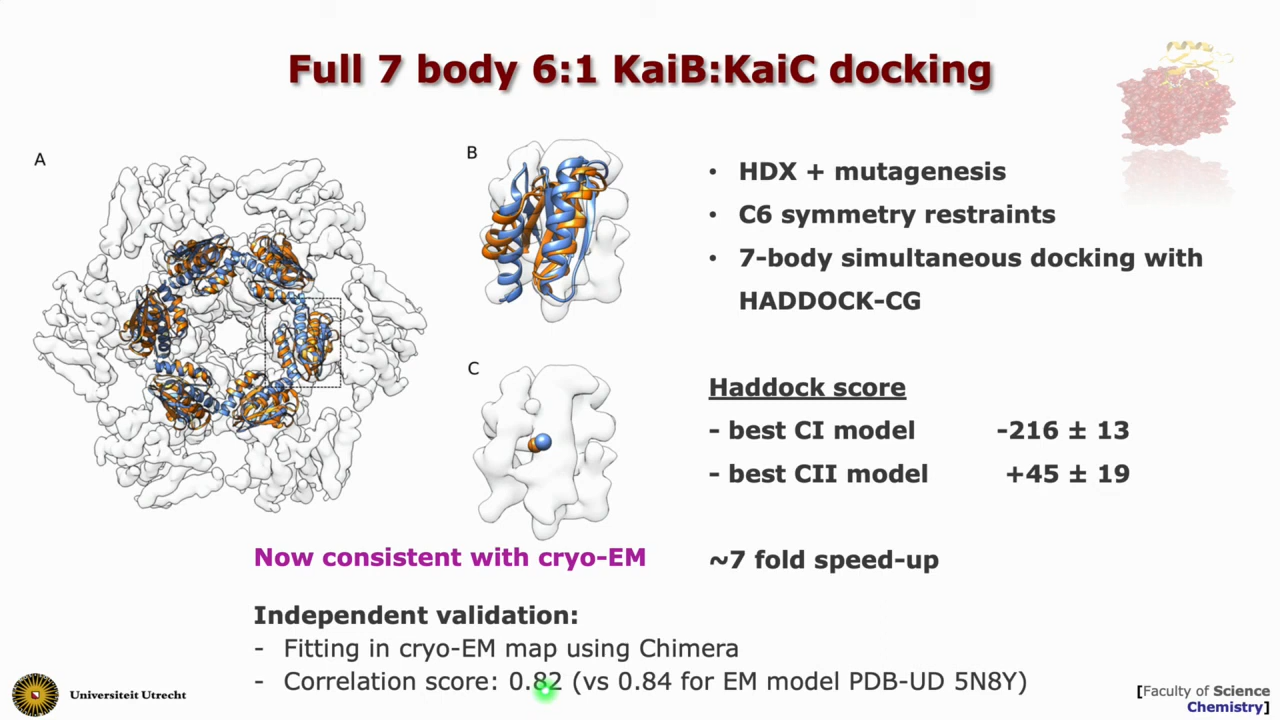 Full 7 body 6:1 KaiB:KaiC docking
A
B
C
• HDX + mutagenesis
• C6 symmetry restraints
• 7-body simultaneous docking with
HADDOCK-CG
Haddock score
- best CI model -216 ± 13
- best CII model +45 ± 19
~7 fold speed-up
Now consistent with cryo-EM
Independent validation:
- Fitting in cryo-EM map using Chimera
- Correlation score: 0.82 (vs 0.84 for EM model PDB-UD 5N8Y)
Universiteit Utrecht
[Faculty of Science
Chemistry]